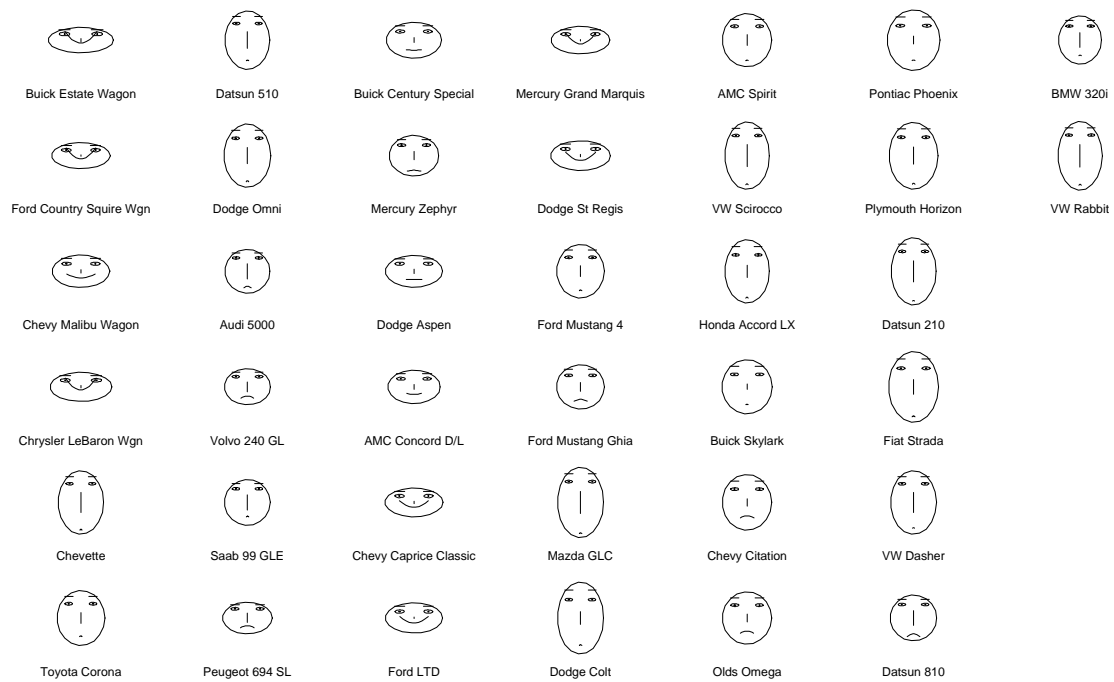 Buick Estate Wagon Datsun 510 Buick Century Special Mercury Grand Marquis AMC Spirit Pontiac Phoenix BMW 320i
Ford Country Squire Wgn Dodge Omni Mercury Zephyr Dodge St Regis VW Scirocco Plymouth Horizon VW Rabbit
Chevy Malibu Wagon Audi 5000 Dodge Aspen Ford Mustang 4 Honda Accord LX Datsun 210
Chrysler LeBaron Wgn Volvo 240 GL AMC Concord D/L Ford Mustang Ghia Buick Skylark Fiat Strada
Chevette Saab 99 GLE Chevy Caprice Classic Mazda GLC Chevy Citation VW Dasher
Toyota Corona Peugeot 694 SL Ford LTD Dodge Colt Olds Omega Datsun 810